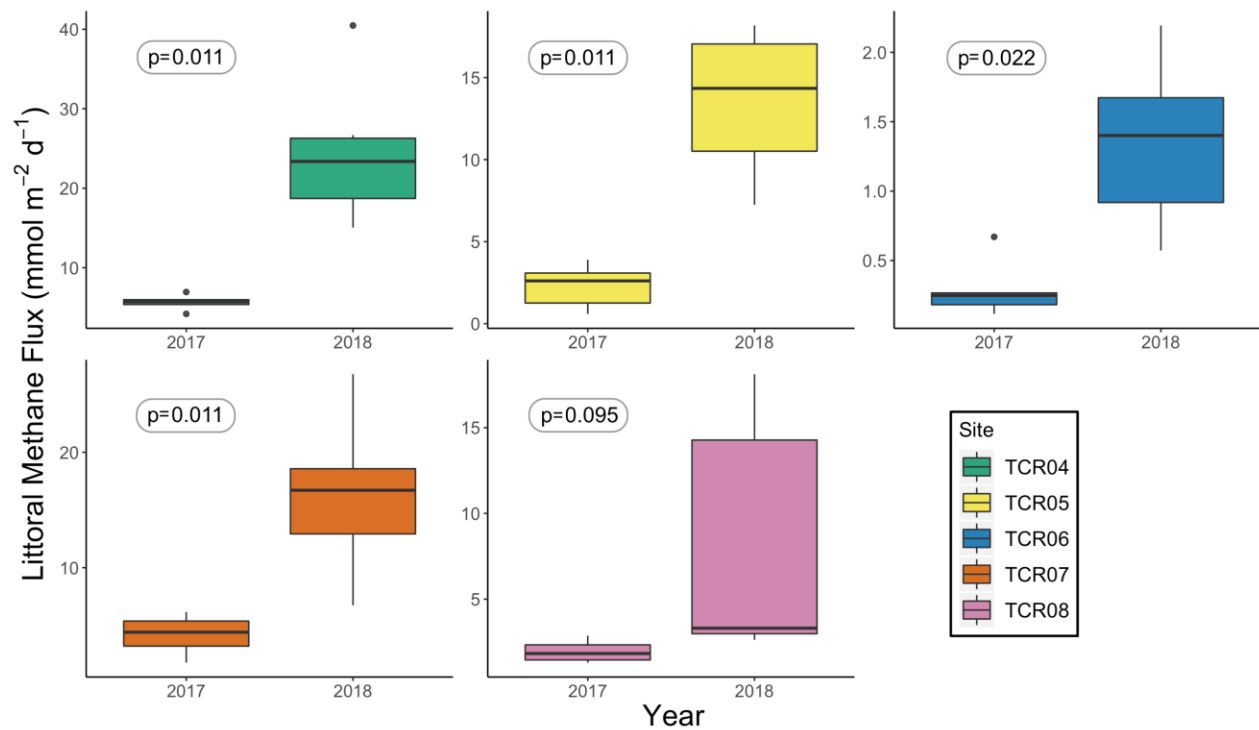 Littoral Methane Flux (mmol m⁻² d⁻¹)
40
30
20
10
p=0.011
2017 2018
15
10
5
0
p=0.011
2017 2018
2.0
1.5
1.0
0.5
p=0.022
2017 2018
20
10
p=0.011
2017 2018
15
10
5
p=0.095
2017 2018
Year
Site
TCR04
TCR05
TCR06
TCR07
TCR08